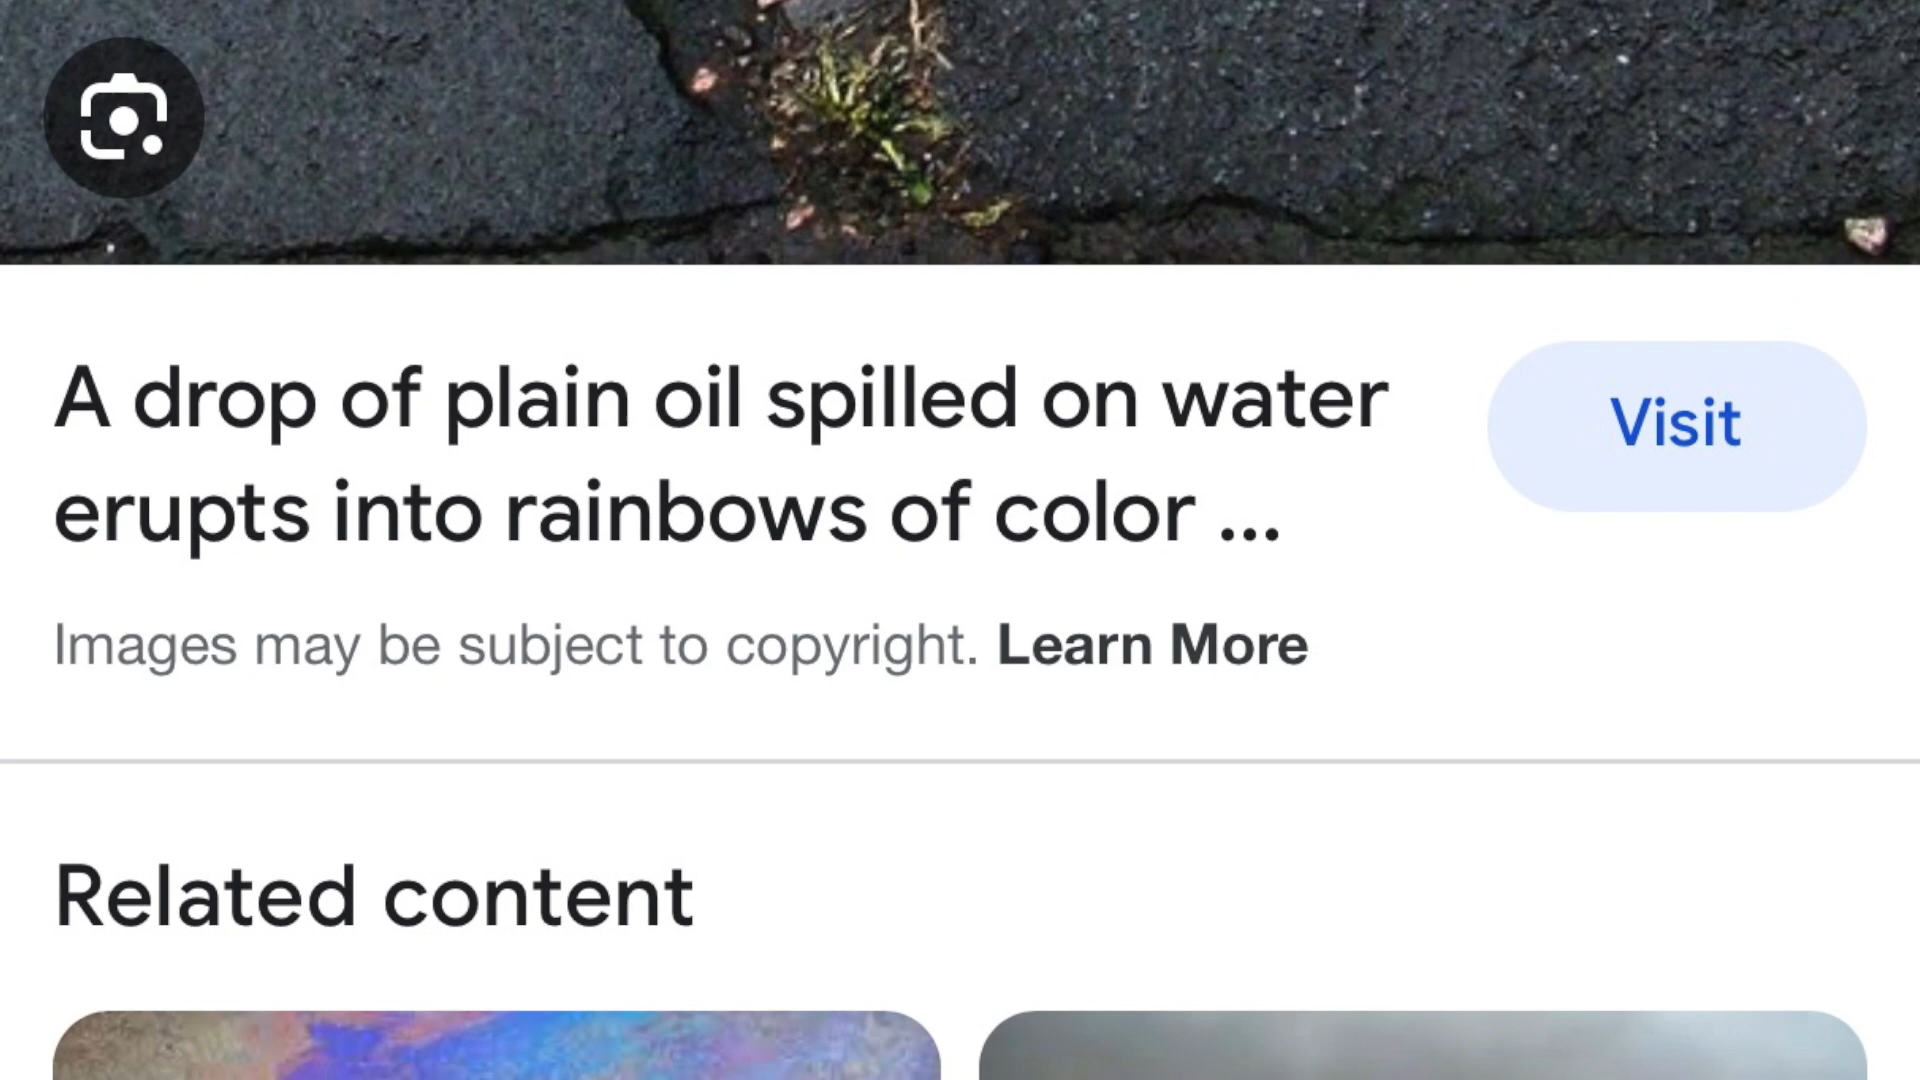 A drop of plain oil spilled on water
erupts into rainbows of color ...
Visit
Images may be subject to copyright. Learn More
Related content